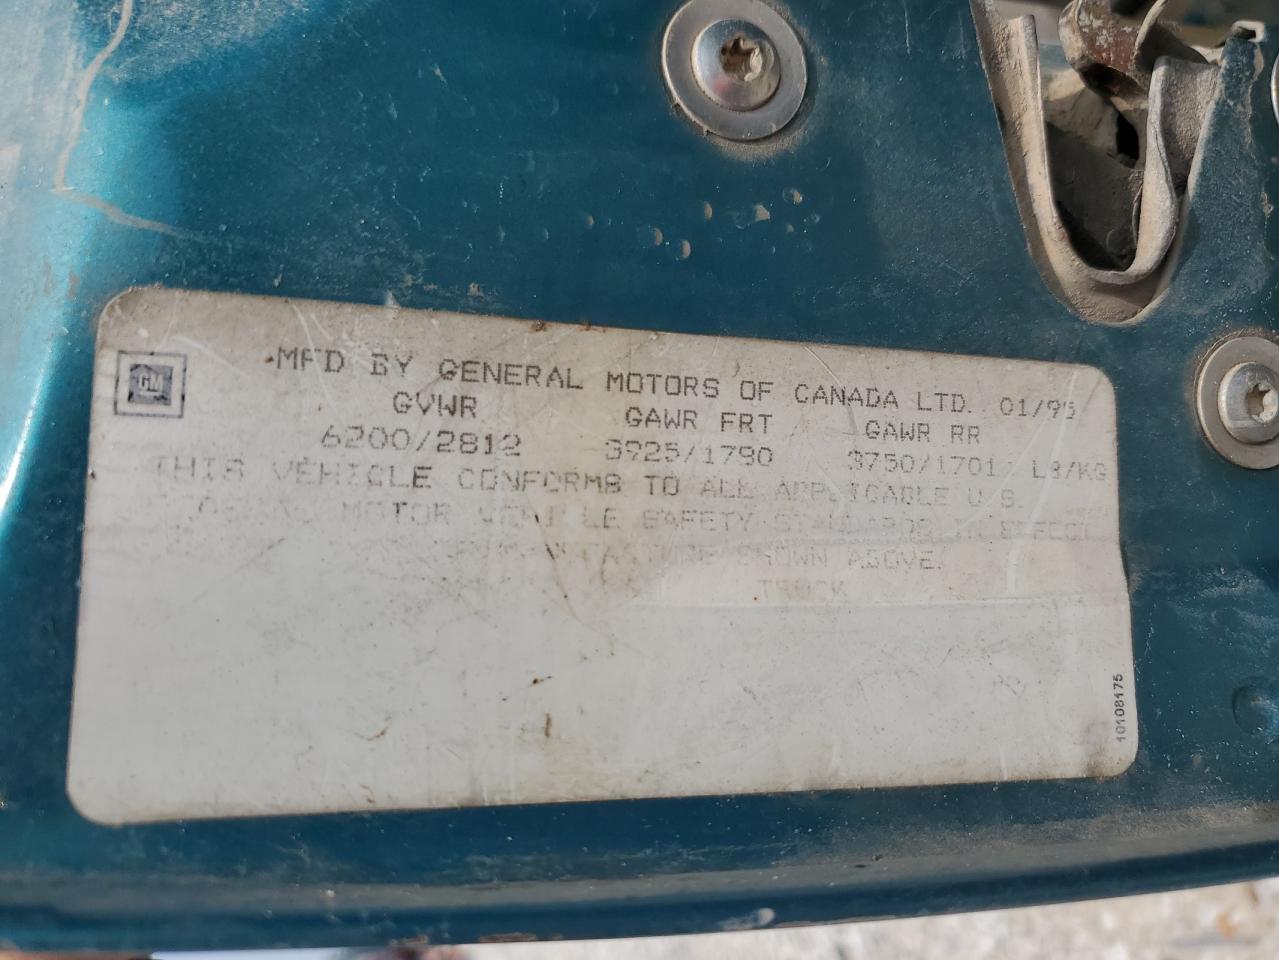 GM
MFD BY GENERAL MOTORS OF CANADA LTD. 01/95
GVWR GAWR FRT GAWR RR
6200/2812 3925/1780 3750/1701 LB/KG
THIS VEHICLE CONFORMS TO ALL APPLICABLE U.S.
MOTOR VEHICLE SAFETY STANDARDS IN EFFECT
SHOWN ABOVE.
TRUCK
10108175